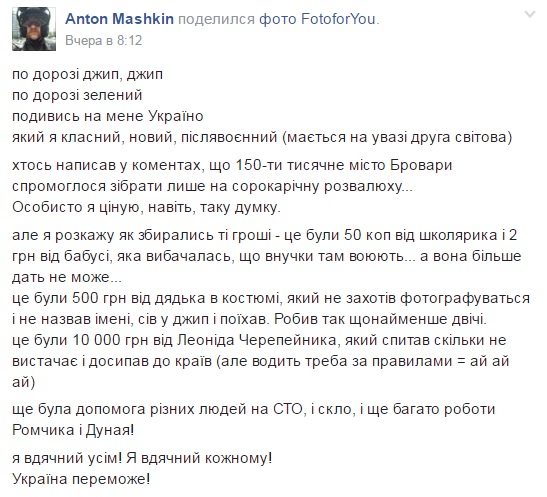 Anton Mashkin поделился фото FotoforYou.
Вчера в 8:12
по дорозі джип, джип
по дорозі зелений
подивись на мене Україно
який я класний, новий, післявоєнний (мається на увазі друга світова)
хтось написав у коментах, що 150-ти тисячне місто Бровари
спромоглося зібрати лише на сорокарічну розвалюху...
Особисто я ціную, навіть, таку думку.
але я розкажу як збирались ті гроші - це були 50 коп від школярика і 2
грн від бабусі, яка вибачалась, що внучки там воюють... а вона більше
дать не може...
це були 500 грн від дядька в костюмі, який не захотів фотографуваться
і не назвав імені, сів у джип і поїхав. Робив так щонайменше двічі.
це були 10 000 грн від Леоніда Черепейника, який спитав скільки не
вистачає і досипав до країв (але водить треба за правилами = ай ай
ай)
ще була допомога різних людей на СТО, і скло, і ще багато роботи
Ромчика і Дуная!
я вдячний усім! Я вдячний кожному!
Україна переможе!